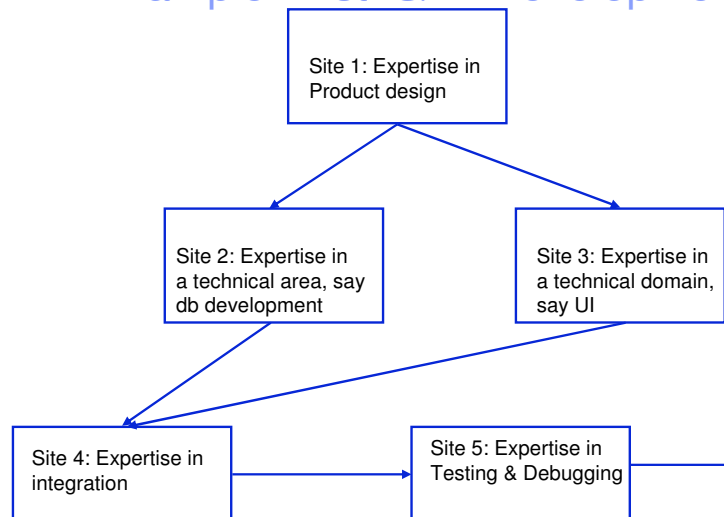 Site 1: Expertise in
Product design
Site 2: Expertise in
a technical area, say
db development
Site 3: Expertise in
a technical domain,
say UI
Site 4: Expertise in
integration
Site 5: Expertise in
Testing & Debugging